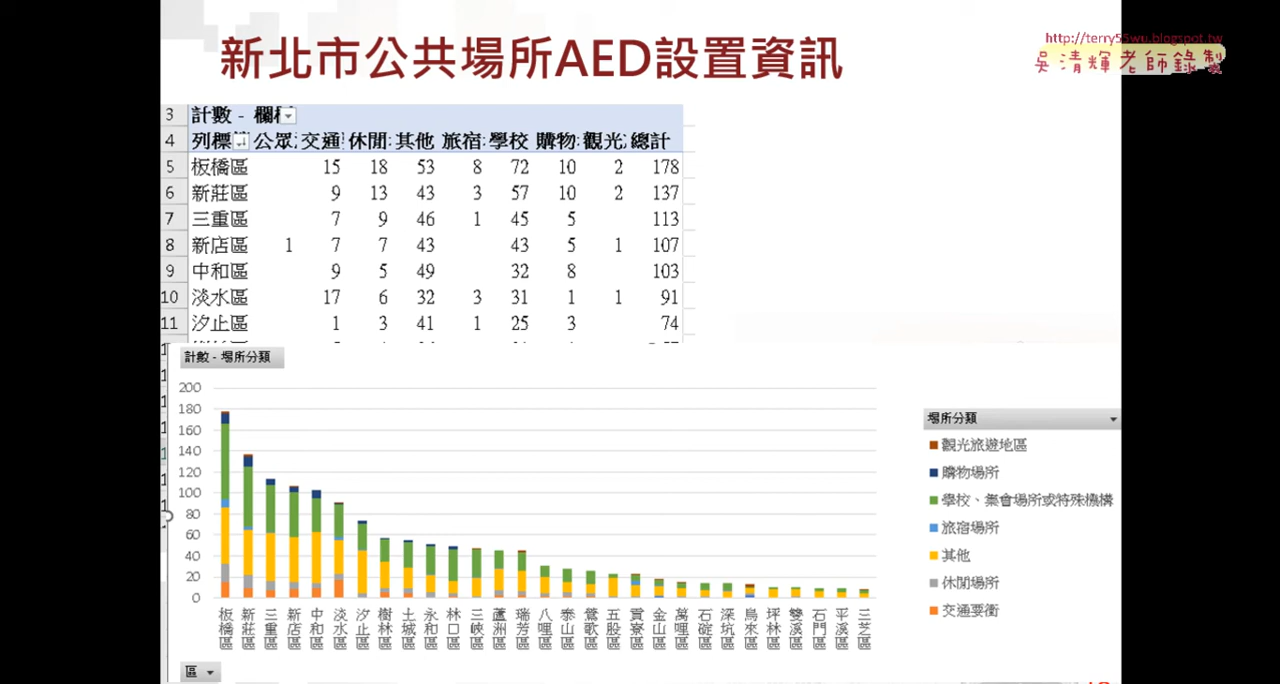 新北市公共場所AED設置資訊
http://terry55wu.blogspot.tw
吳清輝老師錄製
3 計數 - 欄
4 列標 公眾 交通 休閒: 其他 旅宿: 學校 購物: 觀光 總計
5 板橋區 15 18 53 8 72 10 2 178
6 新莊區 9 13 43 3 57 10 2 137
7 三重區 7 9 46 1 45 5 113
8 新店區 1 7 7 43 43 5 1 107
9 中和區 9 5 49 32 8 103
10 淡水區 17 6 32 3 31 1 1 91
11 汐止區 1 3 41 1 25 3 74
計數 - 場所分類
200
180
160
140
120
100
80
60
40
20
0
板橋區 新莊區 三重區 新店區 中和區 淡水區 汐止區 樹林區 土城區 永和區 林口區 三峽區 蘆洲區 瑞芳區 八里區 泰山區 鶯歌區 五股區 貢寮區 金山區 萬里區 石碇區 深坑區 烏來區 坪林區 雙溪區 石門區 平溪區 三芝區
場所分類
觀光旅遊地區
購物場所
學校、集會場所或特殊機構
旅宿場所
其他
休閒場所
交通要衝
區